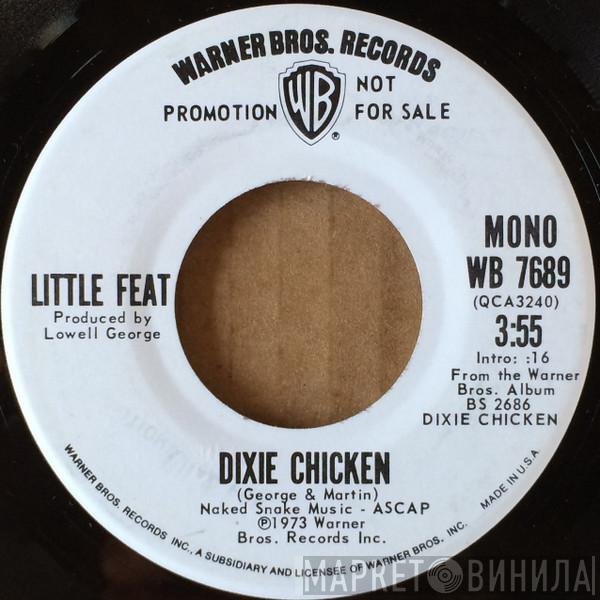 WARNER BROS. RECORDS
WB
®
PROMOTION NOT FOR SALE
LITTLE FEAT
Produced by
Lowell George
MONO
WB 7689
(QCA3240)
3:55
Intro: :16
From the Warner
Bros. Album
BS 2686
DIXIE CHICKEN
DIXIE CHICKEN
(George & Martin)
Naked Snake Music - ASCAP
℗1973 Warner
Bros. Records Inc.
WARNER BROS. RECORDS INC., A SUBSIDIARY AND LICENSEE OF WARNER BROS. INC. MADE IN U.S.A
МАРКЕТ ВИНИЛА